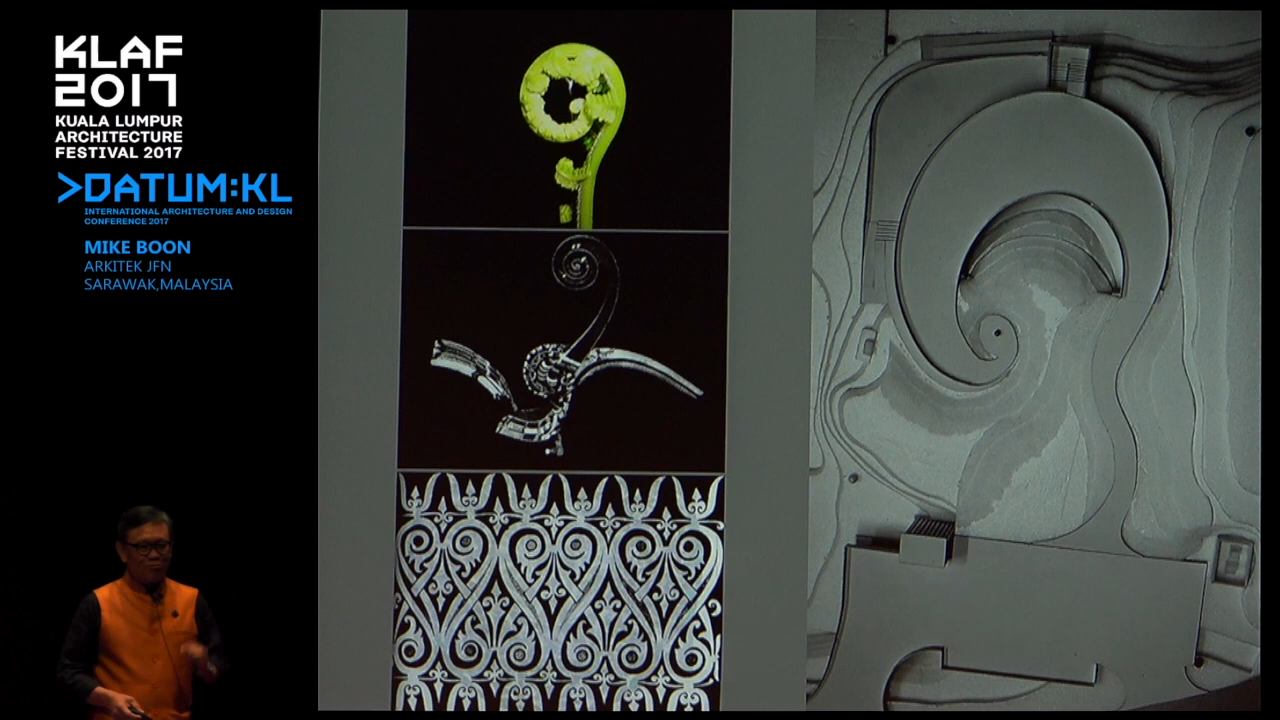 KLAF
2017
KUALA LUMPUR
ARCHITECTURE
FESTIVAL 2017
>DATUM:KL
INTERNATIONAL ARCHITECTURE AND DESIGN
CONFERENCE 2017
MIKE BOON
ARKITEK JFN
SARAWAK,MALAYSIA